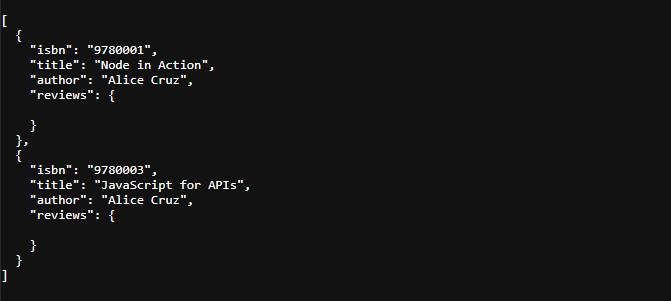 [
  {
    "isbn": "9780001",
    "title": "Node in Action",
    "author": "Alice Cruz",
    "reviews": {

    }
  },
  {
    "isbn": "9780003",
    "title": "JavaScript for APIs",
    "author": "Alice Cruz",
    "reviews": {

    }
  }
]